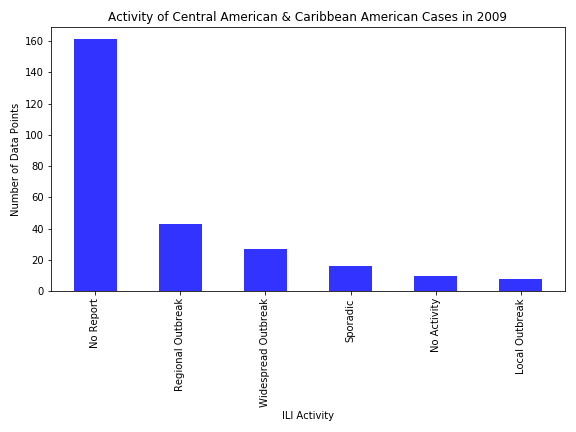 Activity of Central American & Caribbean American Cases in 2009
Number of Data Points
160
140
120
100
80
60
40
20
0
No Report
Regional Outbreak
Widespread Outbreak
Sporadic
No Activity
Local Outbreak
ILI Activity